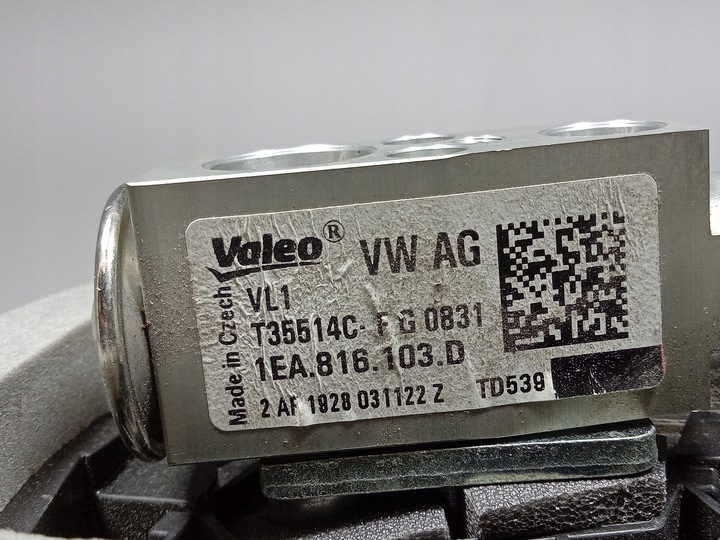 Valeo® VW AG
VL1
T35514C- F G 0831
1EA.816.103.D
2 AF 1928 031122 Z TD539
Made in Czech